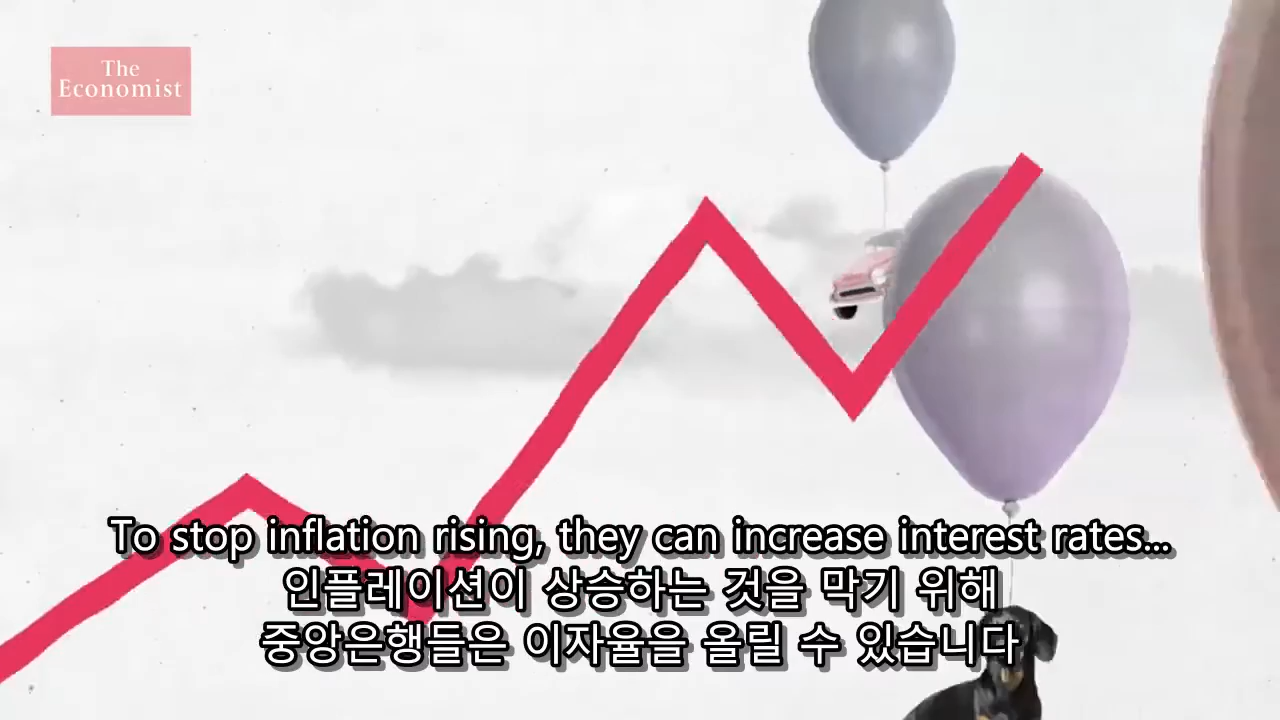 The
Economist
To stop inflation rising, they can increase interest rates...
인플레이션이 상승하는 것을 막기 위해
중앙은행들은 이자율을 올릴 수 있습니다